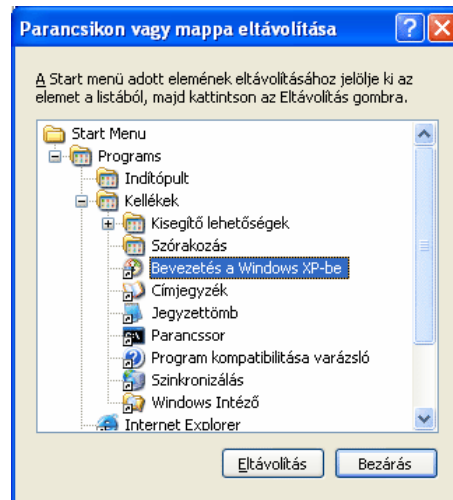 Parancsikon vagy mappa eltávolítása
A Start menü adott elemének eltávolításához jelölje ki az
elemet a listából, majd kattintson az Eltávolítás gombra.
Start Menu
Programs
Indítópult
Kellékek
Kisegítő lehetőségek
Szórakozás
Bevezetés a Windows XP-be
Címjegyzék
Jegyzettömb
Parancssor
Program kompatibilitása varázsló
Szinkronizálás
Windows Intéző
Internet Explorer
Eltávolítás Bezárás